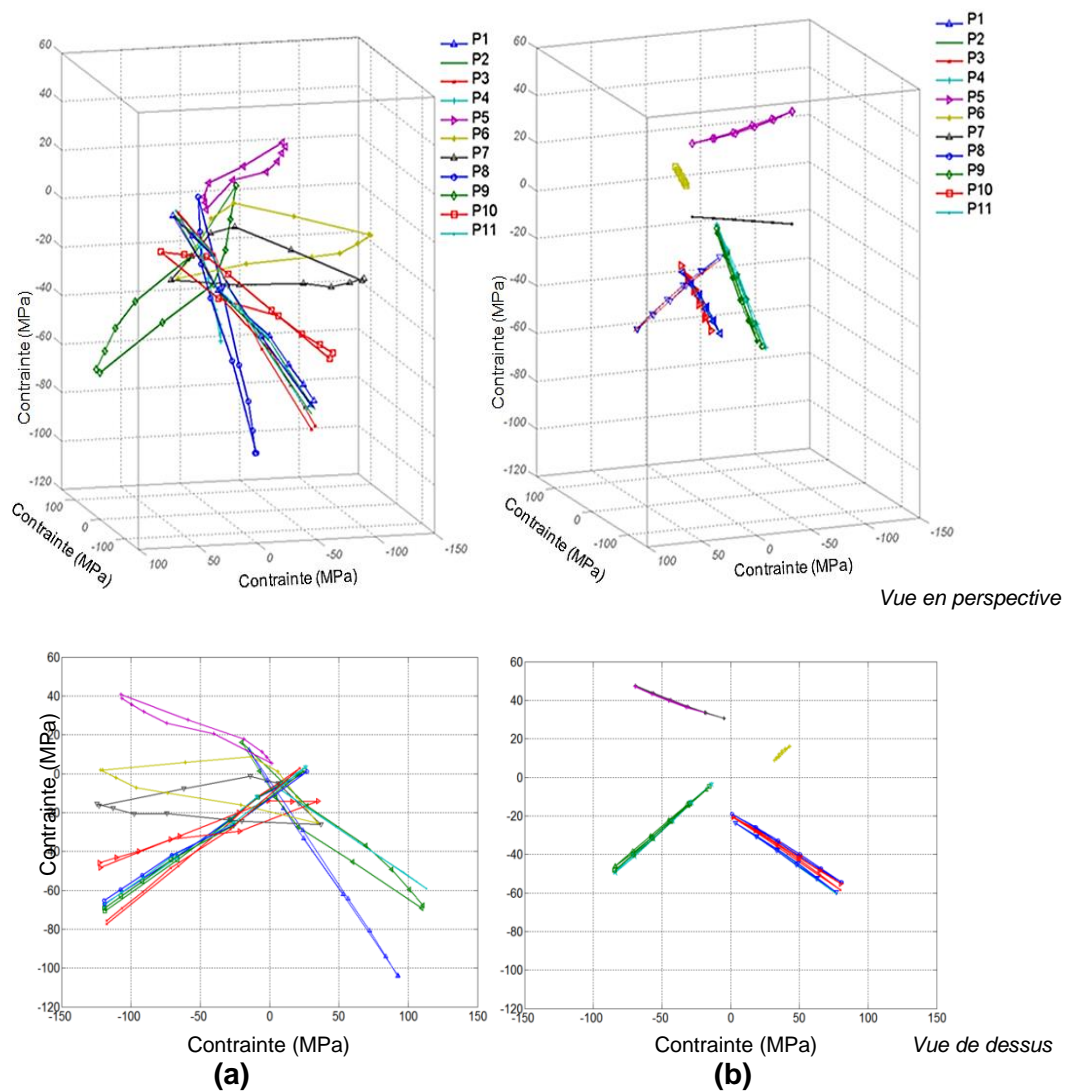 60
40
20
0
-20
-40
-60
-80
-100
-120
Contrainte (MPa)
100
0
-100
Contrainte (MPa)
100
50
0
-50
-100
-150
Contrainte (MPa)
P1
P2
P3
P4
P5
P6
P7
P8
P9
P10
P11
60
40
20
0
-20
-40
-60
-80
-100
-120
Contrainte (MPa)
100
0
-100
Contrainte (MPa)
100
50
0
-50
-100
-150
Contrainte (MPa)
P1
P2
P3
P4
P5
P6
P7
P8
P9
P10
P11
Vue en perspective
60
40
20
0
-20
-40
-60
-80
-100
-120
Contrainte (MPa)
-150
-100
-50
0
50
100
150
Contrainte (MPa)
(a)
60
40
20
0
-20
-40
-60
-80
-100
-120
-150
-100
-50
0
50
100
150
Contrainte (MPa)
Vue de dessus
(b)